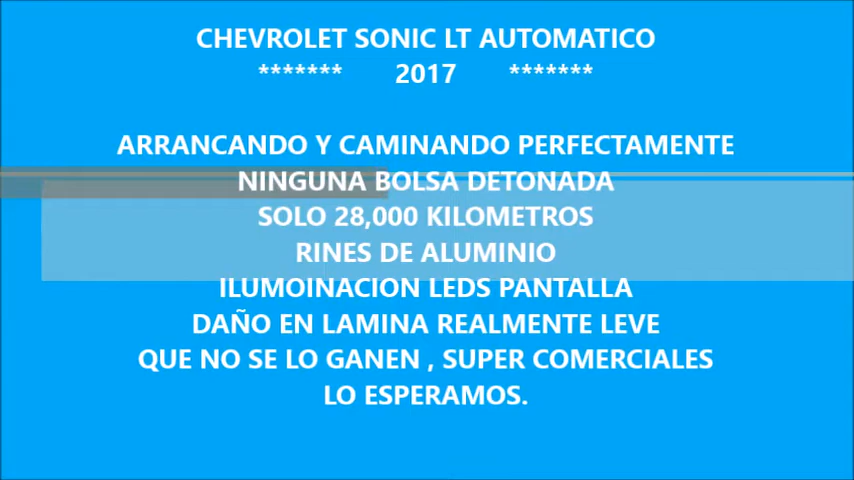 CHEVROLET SONIC LT AUTOMATICO
******* 2017 *******
ARRANCANDO Y CAMINANDO PERFECTAMENTE
NINGUNA BOLSA DETONADA
SOLO 28,000 KILOMETROS
RINES DE ALUMINIO
ILUMOINACION LEDS PANTALLA
DAÑO EN LAMINA REALMENTE LEVE
QUE NO SE LO GANEN , SUPER COMERCIALES
LO ESPERAMOS.